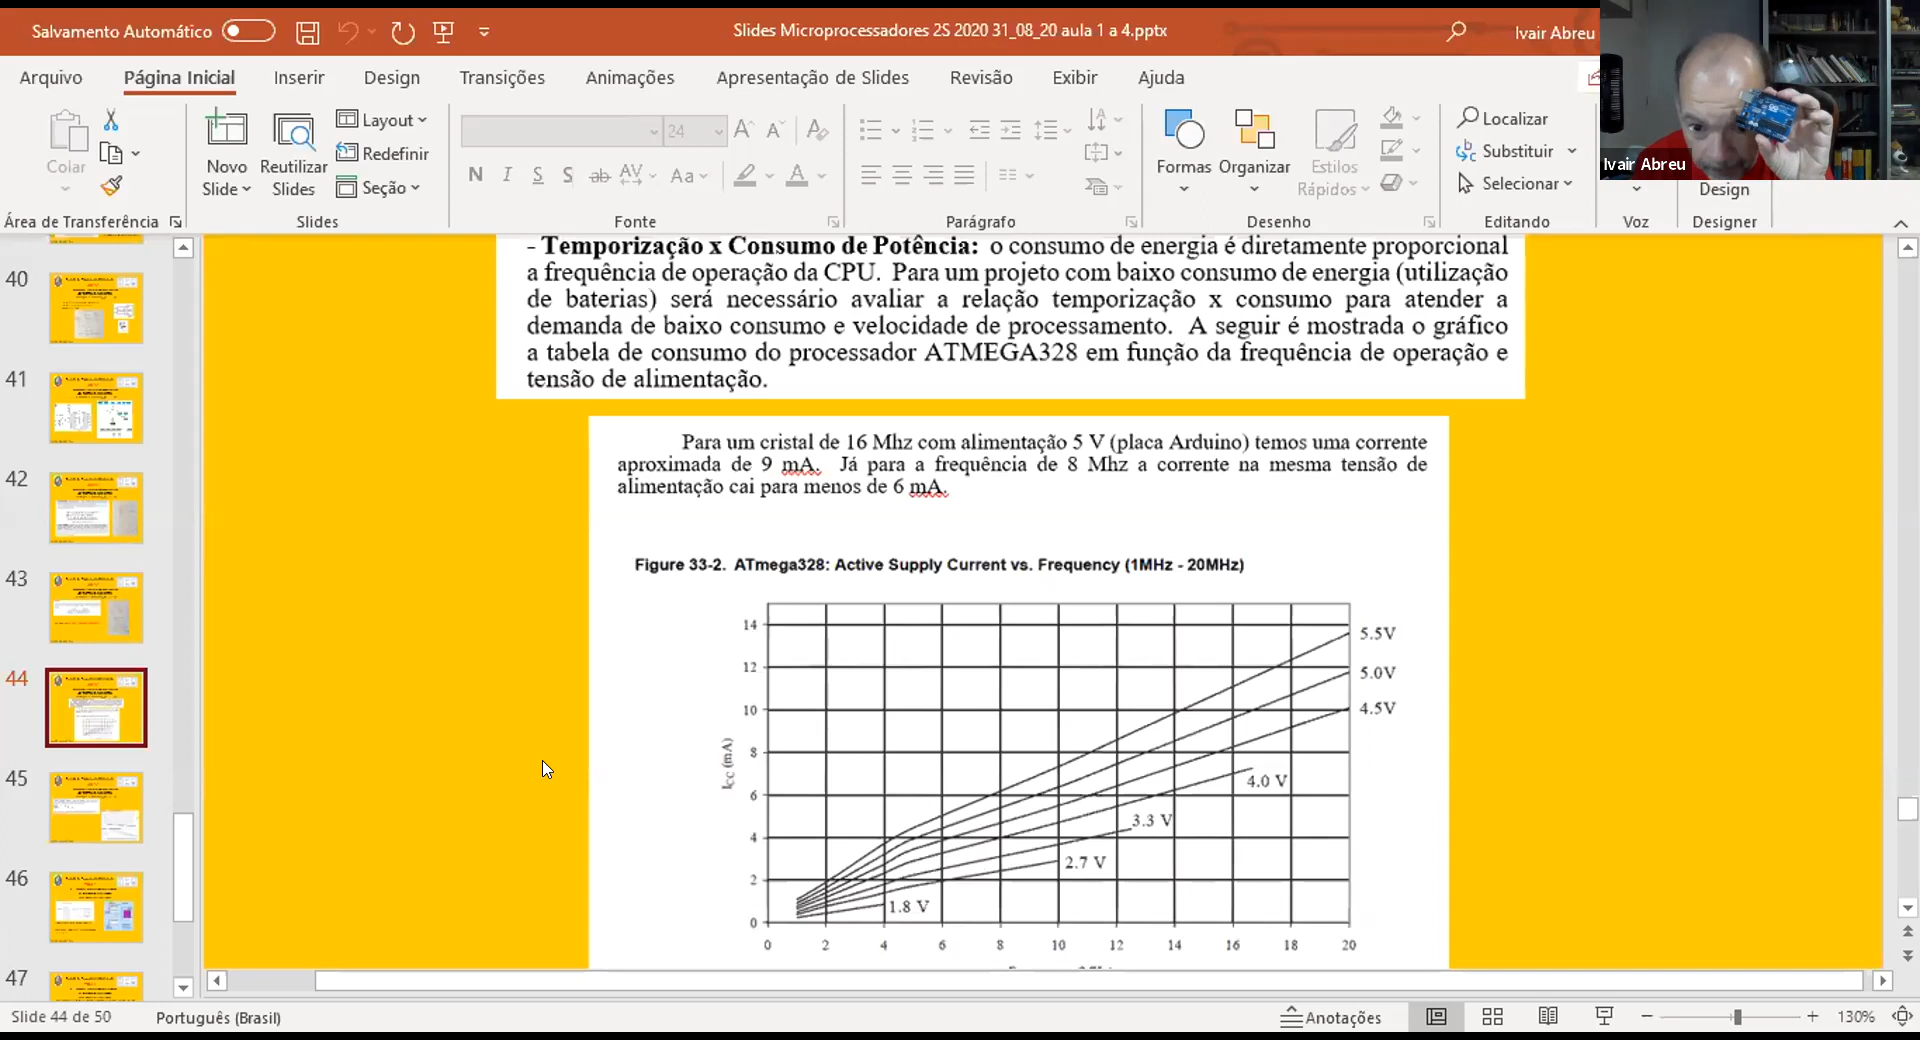 Salvamento Automático
Slides Microprocessadores 2S 2020 31_08_20 aula 1 a 4.pptx
Ivair Abreu
Arquivo
Página Inicial
Inserir
Design
Transições
Animações
Apresentação de Slides
Revisão
Exibir
Ajuda
Colar
Novo
Slide
Reutilizar
Slides
Layout
Redefinir
Seção
24
N I S S ab AV Aa A
Formas
Organizar
Estilos
Rápidos
Localizar
Substituir
Selecionar
Ivair Abreu
Design
Área de Transferência
Slides
Fonte
Parágrafo
Desenho
Editando
Voz
Designer
40
41
42
43
44
45
46
47
- Temporização x Consumo de Potência: o consumo de energia é diretamente proporcional
a frequência de operação da CPU. Para um projeto com baixo consumo de energia (utilização
de baterias) será necessário avaliar a relação temporização x consumo para atender a
demanda de baixo consumo e velocidade de processamento. A seguir é mostrada o gráfico
a tabela de consumo do processador ATMEGA328 em função da frequência de operação e
tensão de alimentação.
Para um cristal de 16 Mhz com alimentação 5 V (placa Arduino) temos uma corrente
aproximada de 9 mA. Já para a frequência de 8 Mhz a corrente na mesma tensão de
alimentação cai para menos de 6 mA.
Figure 33-2. ATmega328: Active Supply Current vs. Frequency (1MHz - 20MHz)
14
12
10
8
6
4
2
0
ICC (mA)
5.5V
5.0V
4.5V
4.0 V
3.3 V
2.7 V
1.8 V
0 2 4 6 8 10 12 14 16 18 20
Slide 44 de 50
Português (Brasil)
Anotações
130%